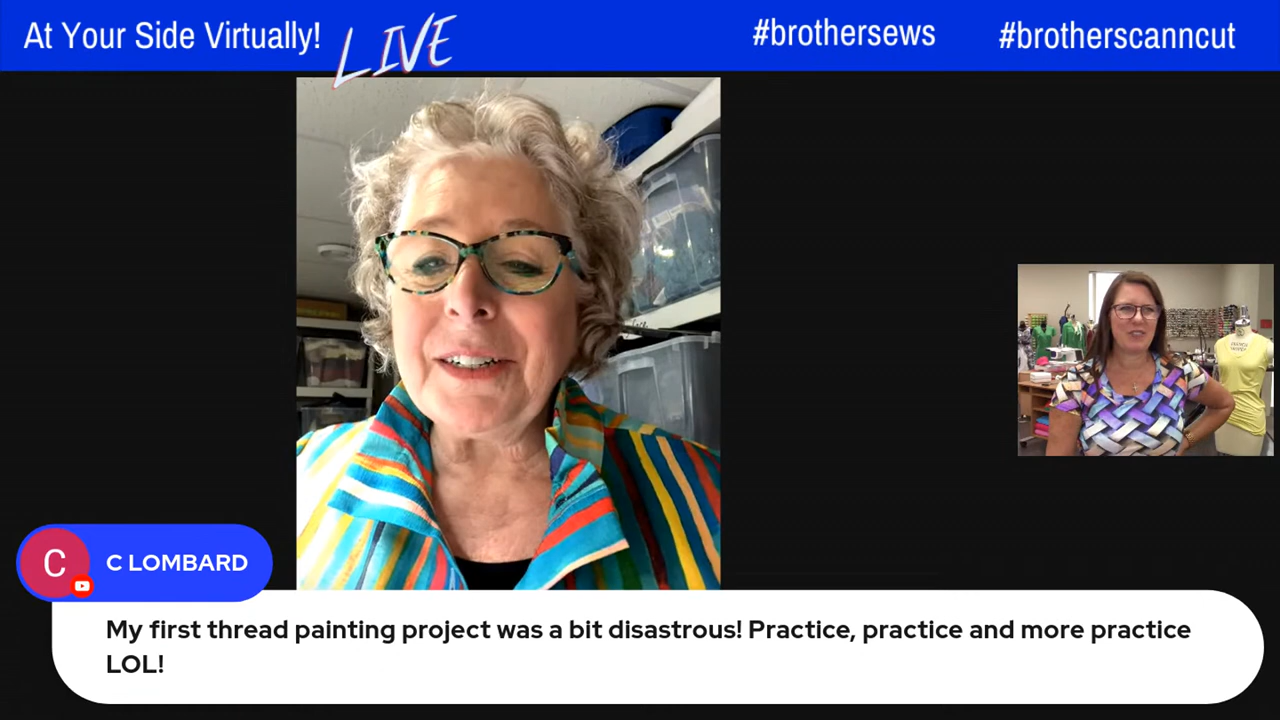 At Your Side Virtually! LIVE
#brothersews
#brotherscanncut
C
C LOMBARD
My first thread painting project was a bit disastrous! Practice, practice and more practice
LOL!